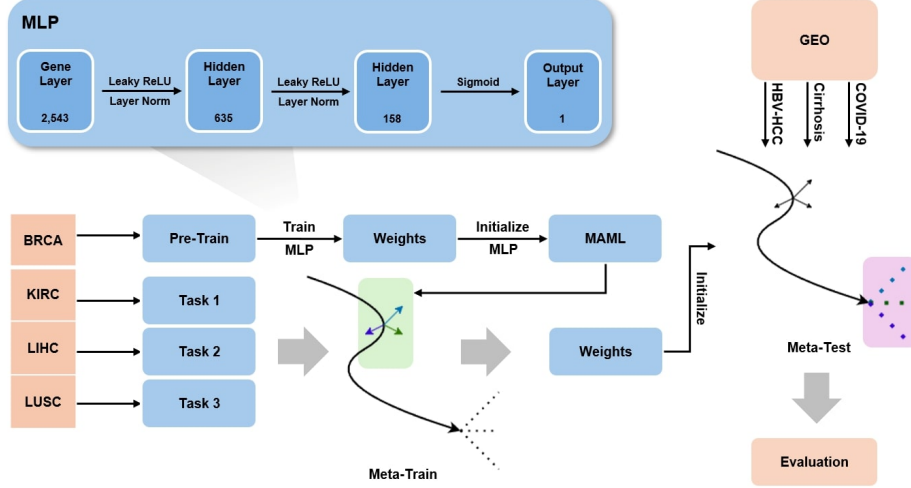 MLP
Gene
Layer
2,543
Leaky ReLU
Layer Norm
Hidden
Layer
635
Leaky ReLU
Layer Norm
Hidden
Layer
158
Sigmoid
Output
Layer
1
GEO
HBV-HCC
Cirrhosis
COVID-19
BRCA
Pre-Train
Train
MLP
Weights
Initialize
MLP
MAML
KIRC
Task 1
LIHC
Task 2
LUSC
Task 3
Meta-Train
Weights
Initialize
Meta-Test
Evaluation